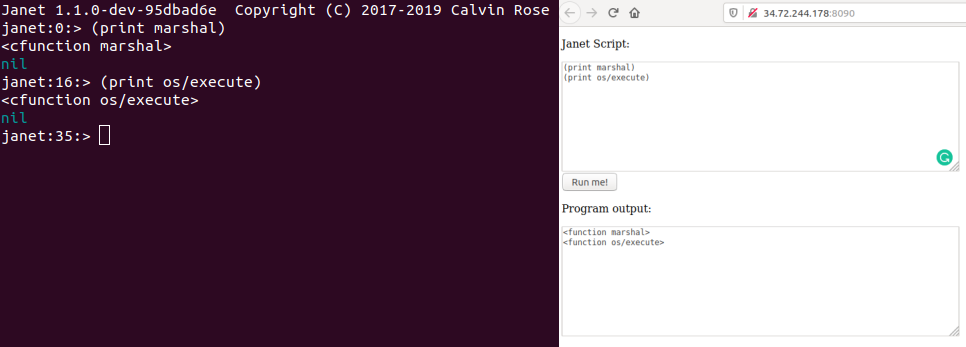 Janet 1.1.0-dev-95dbad6e  Copyright (C) 2017-2019 Calvin Rose
janet:0:> (print marshal)
<cfunction marshal>
nil
janet:16:> (print os/execute)
<cfunction os/execute>
nil
janet:35:>
34.72.244.178:8090
Janet Script:
(print marshal)
(print os/execute)
Run me!
Program output:
<function marshal>
<function os/execute>